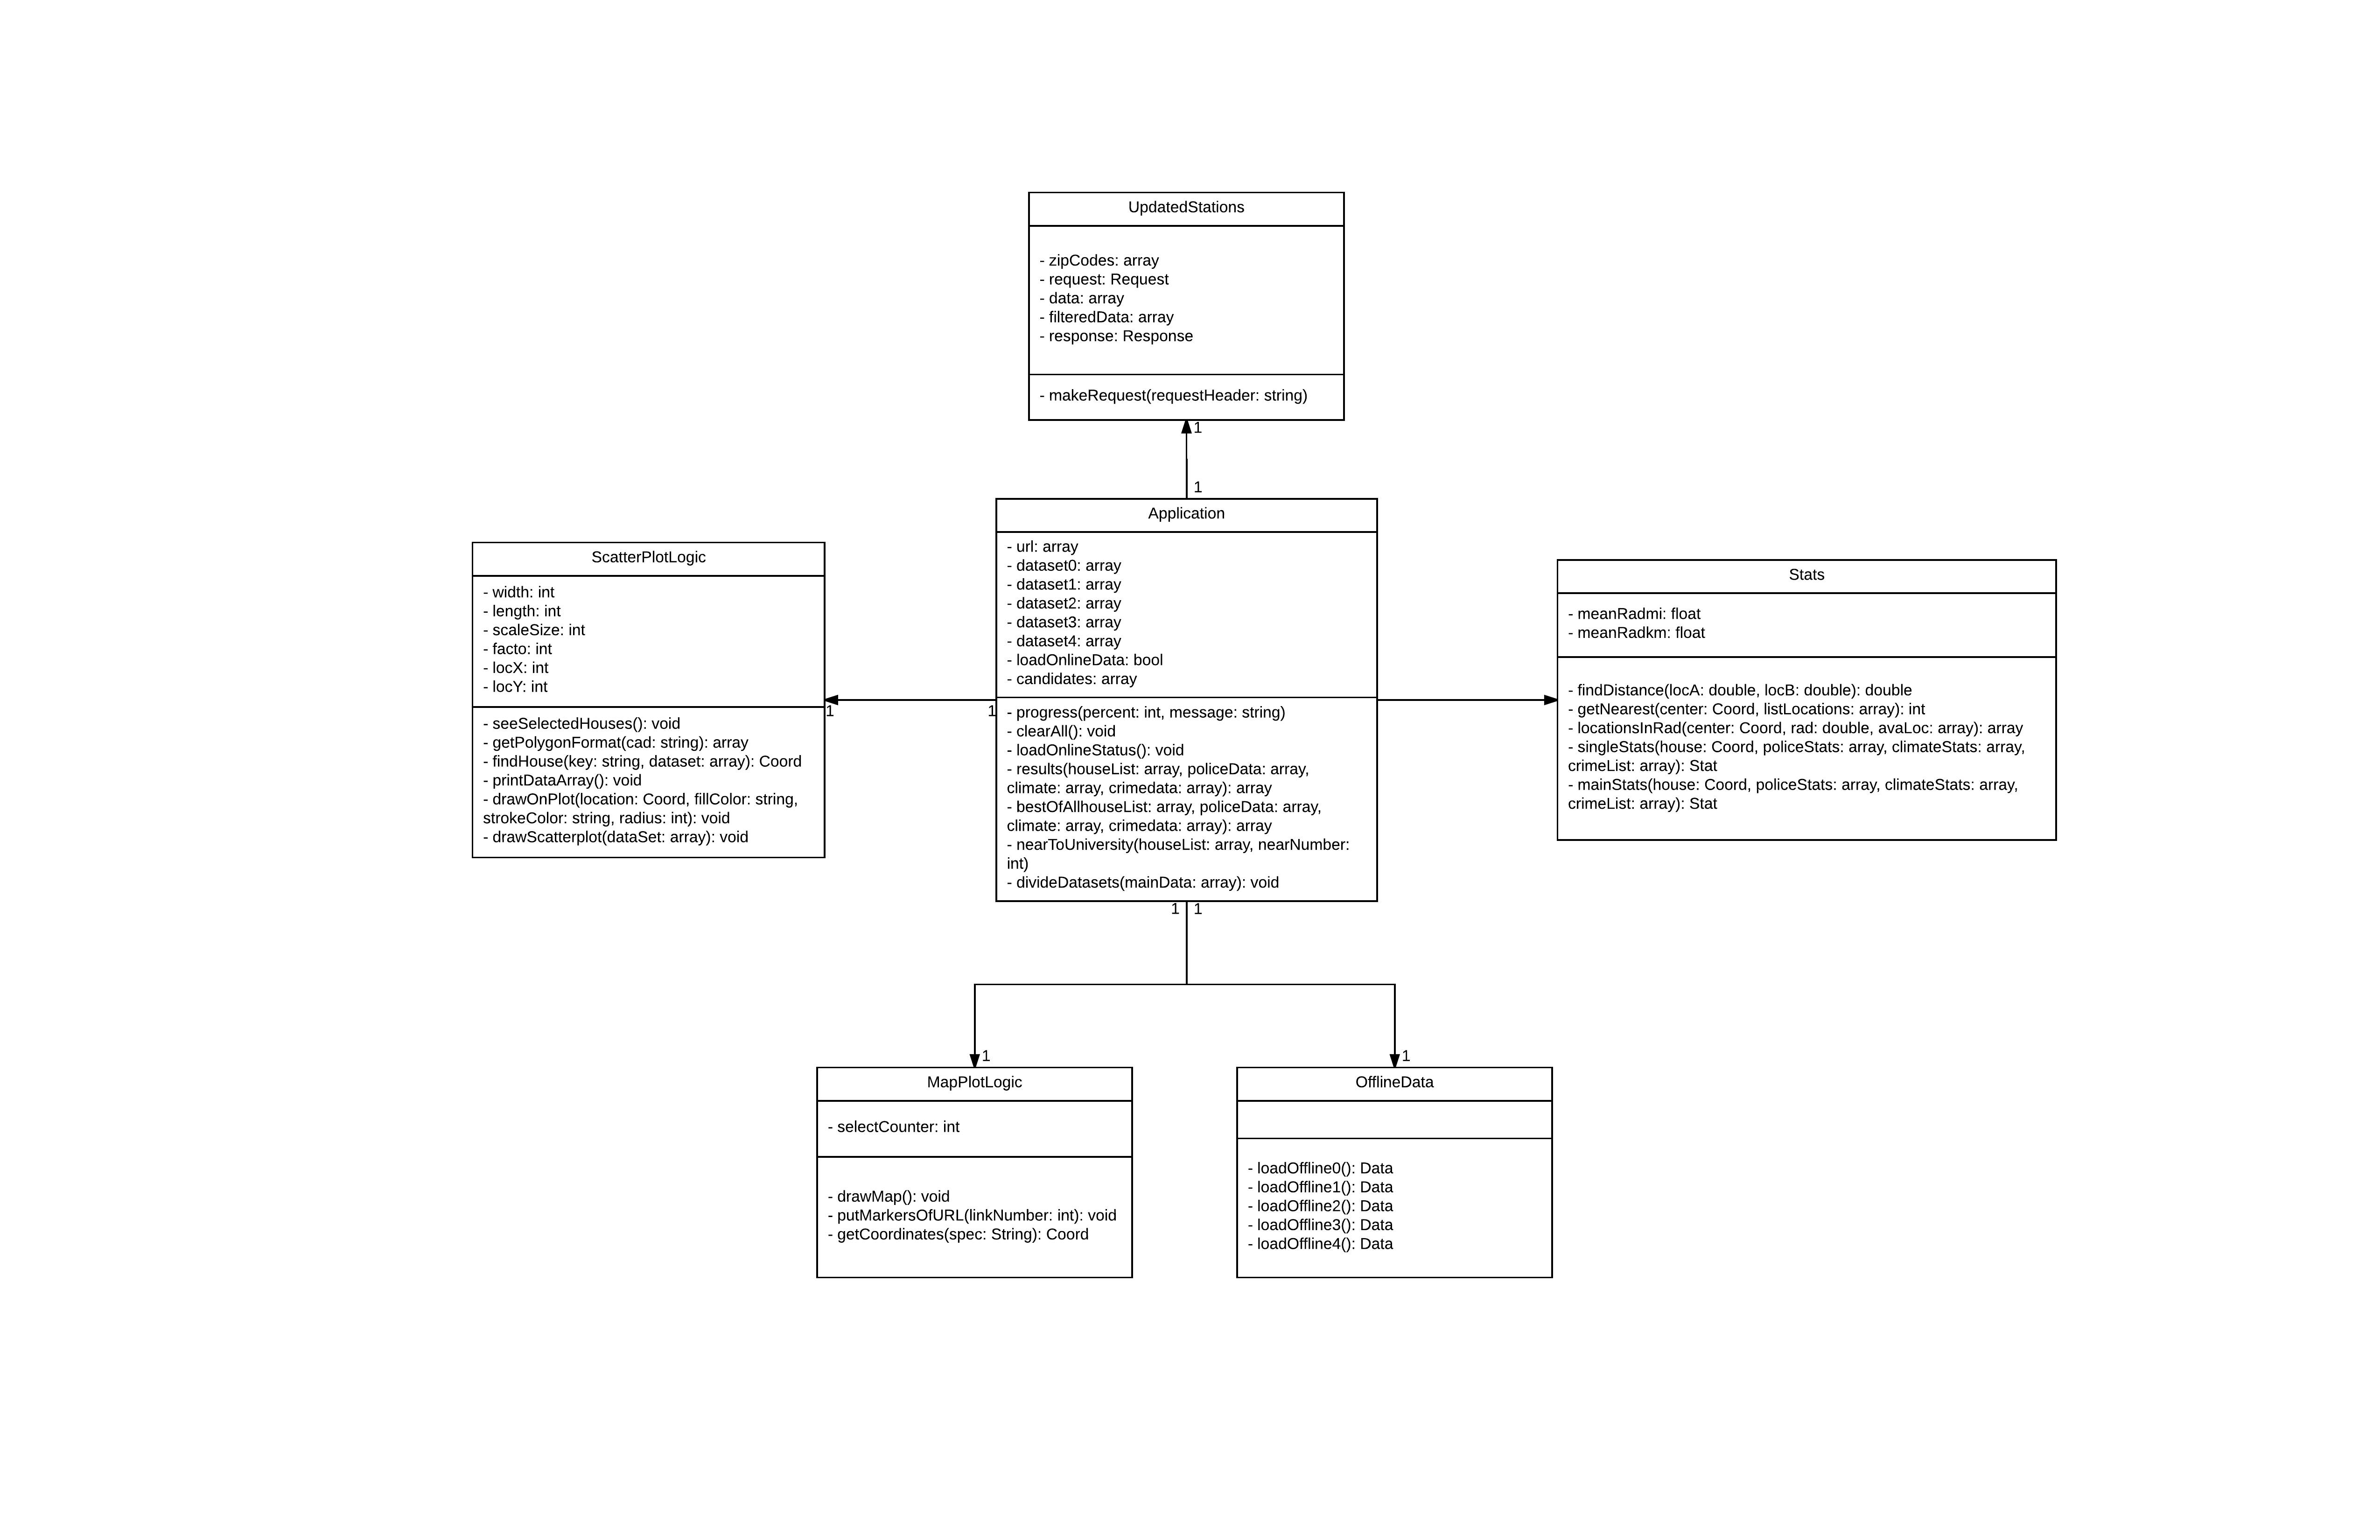 UpdatedStations
- zipCodes: array
- request: Request
- data: array
- filteredData: array
- response: Response
- makeRequest(requestHeader: string)
1
1
Application
- url: array
- dataset0: array
- dataset1: array
- dataset2: array
- dataset3: array
- dataset4: array
- loadOnlineData: bool
- candidates: array
- progress(percent: int, message: string)
- clearAll(): void
- loadOnlineStatus(): void
- results(houseList: array, policeData: array,
climate: array, crimedata: array): array
- bestOfAllhouseList: array, policeData: array,
climate: array, crimedata: array): array
- nearToUniversity(houseList: array, nearNumber:
int)
- divideDatasets(mainData: array): void
ScatterPlotLogic
- width: int
- length: int
- scaleSize: int
- facto: int
- locX: int
- locY: int
- seeSelectedHouses(): void
- getPolygonFormat(cad: string): array
- findHouse(key: string, dataset: array): Coord
- printDataArray(): void
- drawOnPlot(location: Coord, fillColor: string,
strokeColor: string, radius: int): void
- drawScatterplot(dataSet: array): void
1
1
Stats
- meanRadmi: float
- meanRadkm: float
- findDistance(locA: double, locB: double): double
- getNearest(center: Coord, listLocations: array): int
- locationsInRad(center: Coord, rad: double, avaLoc: array): array
- singleStats(house: Coord, policeStats: array, climateStats: array,
crimeList: array): Stat
- mainStats(house: Coord, policeStats: array, climateStats: array,
crimeList: array): Stat
1 1
1
1
MapPlotLogic
- selectCounter: int
- drawMap(): void
- putMarkersOfURL(linkNumber: int): void
- getCoordinates(spec: String): Coord
OfflineData
- loadOffline0(): Data
- loadOffline1(): Data
- loadOffline2(): Data
- loadOffline3(): Data
- loadOffline4(): Data